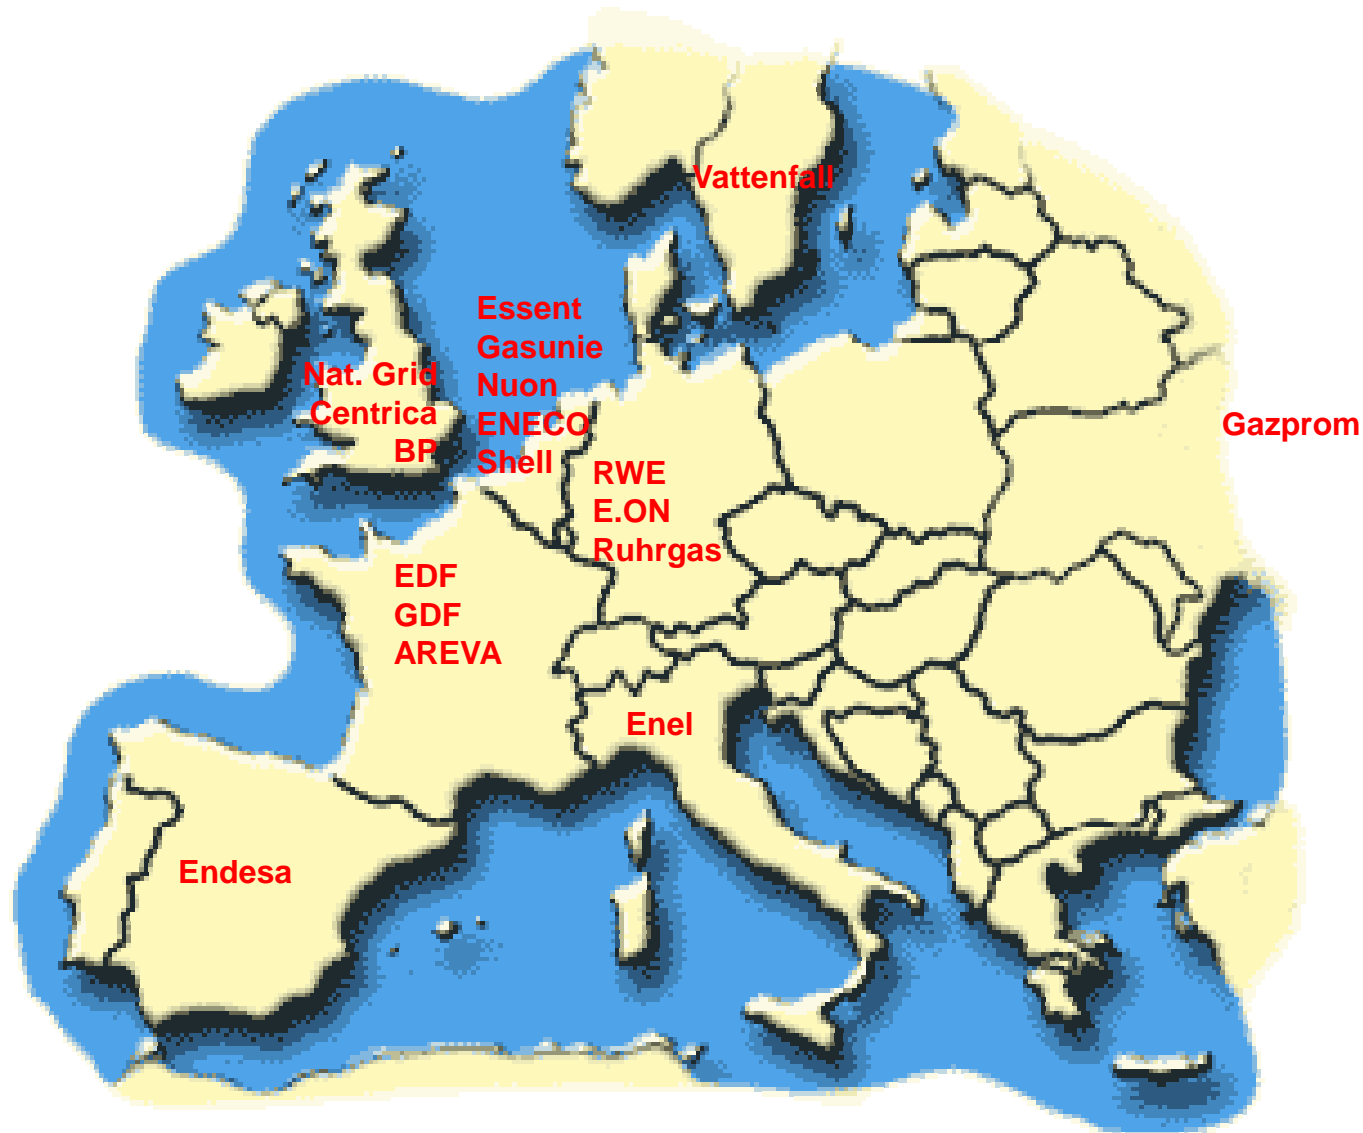 Vattenfall
Essent
Gasunie
Nuon
ENECO
Shell
Nat. Grid
Centrica
BP
Gazprom
RWE
E.ON
Ruhrgas
EDF
GDF
AREVA
Enel
Endesa